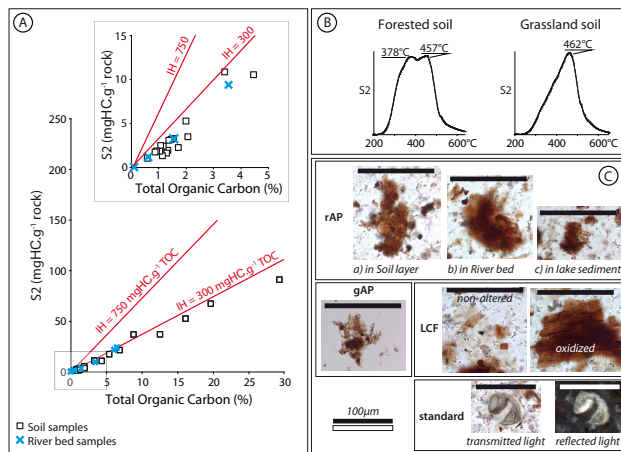 A
S2 (mgHC.g⁻¹ rock)
250
200
150
100
50
0
0 5 10 15 20 25 30
Total Organic Carbon (%)
IH = 750 mgHC.g⁻¹ TOC
IH = 300 mgHC.g⁻¹ TOC
S2 (mgHC.g⁻¹ rock)
15
10
5
0
0 1 2 3 4 5
Total Organic Carbon (%)
IH = 750
IH = 300
Soil samples
River bed samples
B
Forested soil
Grassland soil
378°C
457°C
462°C
S2
S2
200 400 600°C
200 400 600°C
C
rAP
a) in Soil layer
b) in River bed
c) in lake sediment
gAP
non-altered
LCF
oxidized
100µm
standard
transmitted light
reflected light